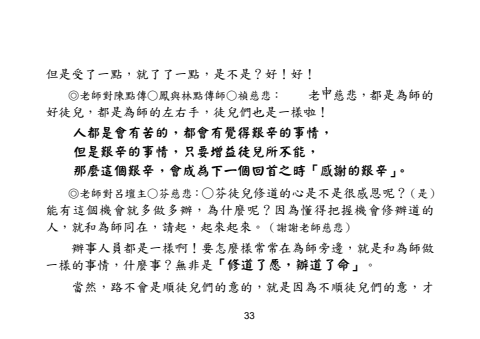 但是受了一點，就了了一點，是不是？好！好！
◎老師對陳點傳○鳳與林點傳師○禎慈悲：　　老中慈悲，都是為師的
好徒兒，都是為師的左右手，徒兒們也是一樣啦！
人都是會有苦的，都會有覺得艱辛的事情，
但是艱辛的事情，只要增益徒兒所不能，
那麼這個艱辛，會成為下一個回首之時「感謝的艱辛」。
◎老師對呂壇主○芬慈悲：○芬徒兒修道的心是不是很感恩呢？（是）
能有這個機會就多做多辦，為什麼呢？因為懂得把握機會修辦道的
人，就和為師同在，請起，起來起來。（謝謝老師慈悲）
辦事人員都是一樣啊！要怎麼樣常常在為師旁邊，就是和為師做
一樣的事情，什麼事？無非是「修道了愿，辦道了命」。
當然，路不會是順徒兒們的意的，就是因為不順徒兒們的意，才
33